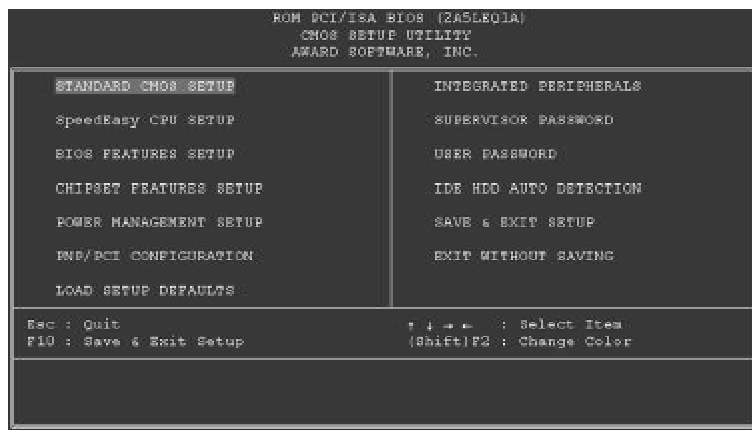 ROM PCI/ISA BIOS (2A5LEQ1A)
CMOS SETUP UTILITY
AWARD SOFTWARE, INC.
STANDARD CMOS SETUP
SpeedEasy CPU SETUP
BIOS FEATURES SETUP
CHIPSET FEATURES SETUP
POWER MANAGEMENT SETUP
PNP/PCI CONFIGURATION
LOAD SETUP DEFAULTS
INTEGRATED PERIPHERALS
SUPERVISOR PASSWORD
USER PASSWORD
IDE HDD AUTO DETECTION
SAVE & EXIT SETUP
EXIT WITHOUT SAVING
Esc : Quit
F10 : Save & Exit Setup
↑ ↓ → ← : Select Item
(Shift)F2 : Change Color